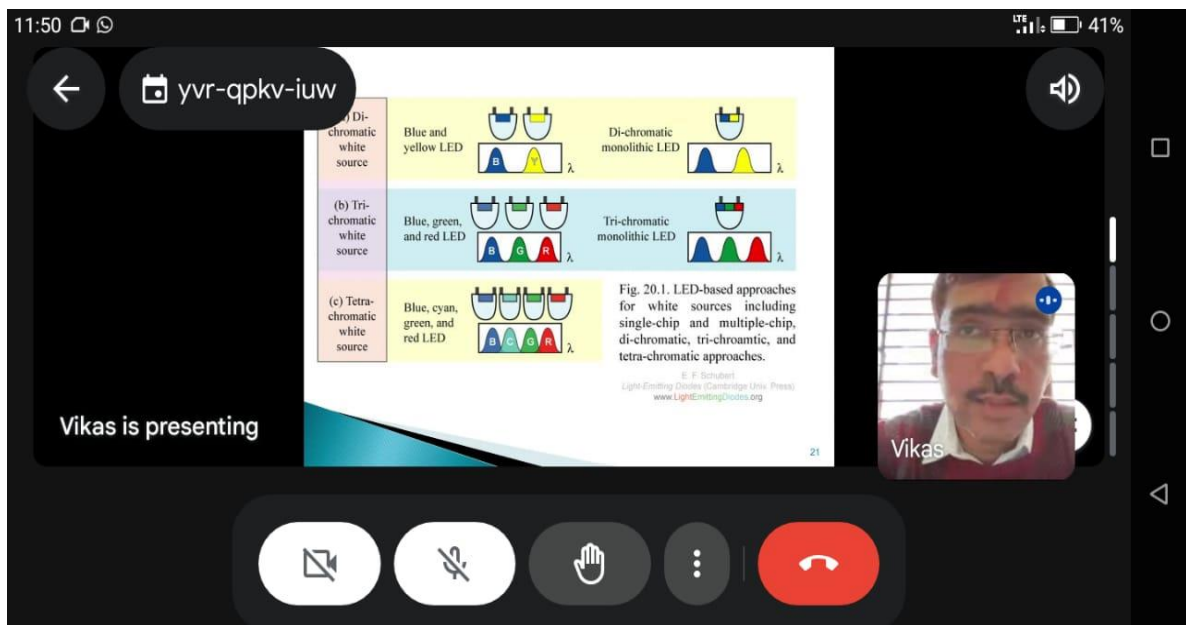 11:50
LTE
41%
yvr-qpkv-iuw
) Di-
chromatic
white
source
Blue and
yellow LED
B Y λ
Di-chromatic
monolithic LED
λ
(b) Tri-
chromatic
white
source
Blue, green,
and red LED
B G R λ
Tri-chromatic
monolithic LED
λ
(c) Tetra-
chromatic
white
source
Blue, cyan,
green, and
red LED
B C G R λ
Fig. 20.1. LED-based approaches
for white sources including
single-chip and multiple-chip,
di-chromatic, tri-chroamtic, and
tetra-chromatic approaches.
E. F. Schubert
Light-Emitting Diodes (Cambridge Univ. Press)
www.LightEmittingDiodes.org
21
Vikas is presenting
Vikas